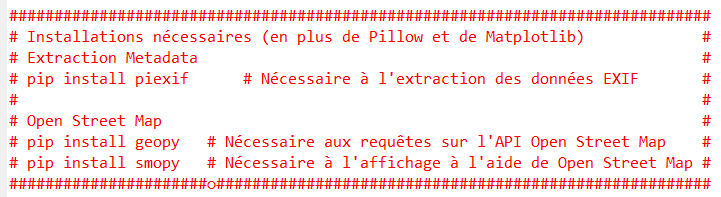 ##############################################################################
# Installations nécessaires (en plus de Pillow et de Matplotlib)             #
# Extraction Metadata                                                        #
# pip install piexif      # Nécessaire à l'extraction des données EXIF       #
#                                                                            #
# Open Street Map                                                            #
# pip install geopy   # Nécessaire aux requêtes sur l'API Open Street Map    #
# pip install smopy   # Nécessaire à l'affichage à l'aide de Open Street Map #
######################○#######################################################